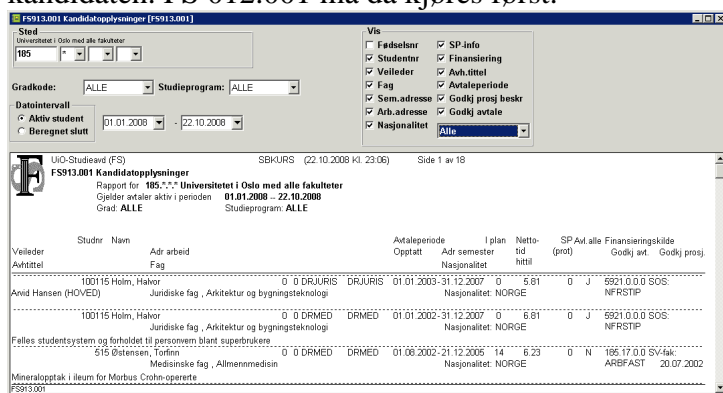 kandidaten. FS 612.001 må da kjøres først.
FS913.001 Kandidatopplysninger [FS913.001]
Sted
Universitetet i Oslo med alle fakulteter
185 *
Gradkode: ALLE Studieprogram: ALLE
Datointervall
Aktiv student
Beregnet slutt
01.01.2008 - 22.10.2008
Vis
Fødselsnr SP-info
Studentnr Finansiering
Veileder Avh.tittel
Fag Avtaleperiode
Sem.adresse Godkj prosj beskr
Arb.adresse Godkj avtale
Nasjonalitet Alle
UiO-Studieavd (FS) SBKURS (22.10.2008 Kl. 23:06) Side 1 av 18
FS913.001 Kandidatopplysninger
Rapport for 185.*.*.* Universitetet i Oslo med alle fakulteter
Gjelder avtaler aktiv i perioden 01.01.2008 -- 22.10.2008
Grad: ALLE Studieprogram: ALLE
Studnr Navn Avtaleperiode I plan Netto- SP Avl.alle Finansieringskilde
Veileder Adr arbeid Opptatt Adr semester tid (prot) Godkj avt. Godkj prosj.
Avhtittel Fag Nasjonalitet hittil
100115 Holm, Halvor 0 0 DRJURIS DRJURIS 01.01.2003-31.12.2007 0 5.81 0 J 5921.0.0.0 SOS:
Arvid Hansen (HOVED) Juridiske fag , Arkitektur og bygningsteknologi Nasjonalitet: NORGE NFRSTIP
100115 Holm, Halvor 0 0 DRMED DRMED 01.01.2002-31.12.2007 0 6.81 0 J 5921.0.0.0 SOS:
Juridiske fag , Arkitektur og bygningsteknologi Nasjonalitet: NORGE NFRSTIP
Felles studentsystem og forholdet til personvern blant superbrukere
515 Østensen, Torfinn 0 0 DRMED DRMED 01.08.2002-21.12.2005 14 6.23 0 N 185.17.0.0 SV-fak:
Medisinske fag , Allmennmedisin Nasjonalitet: NORGE ARBFAST 20.07.2002
Mineralopptak i ileum for Morbus Crohn-opererte
FS913.001